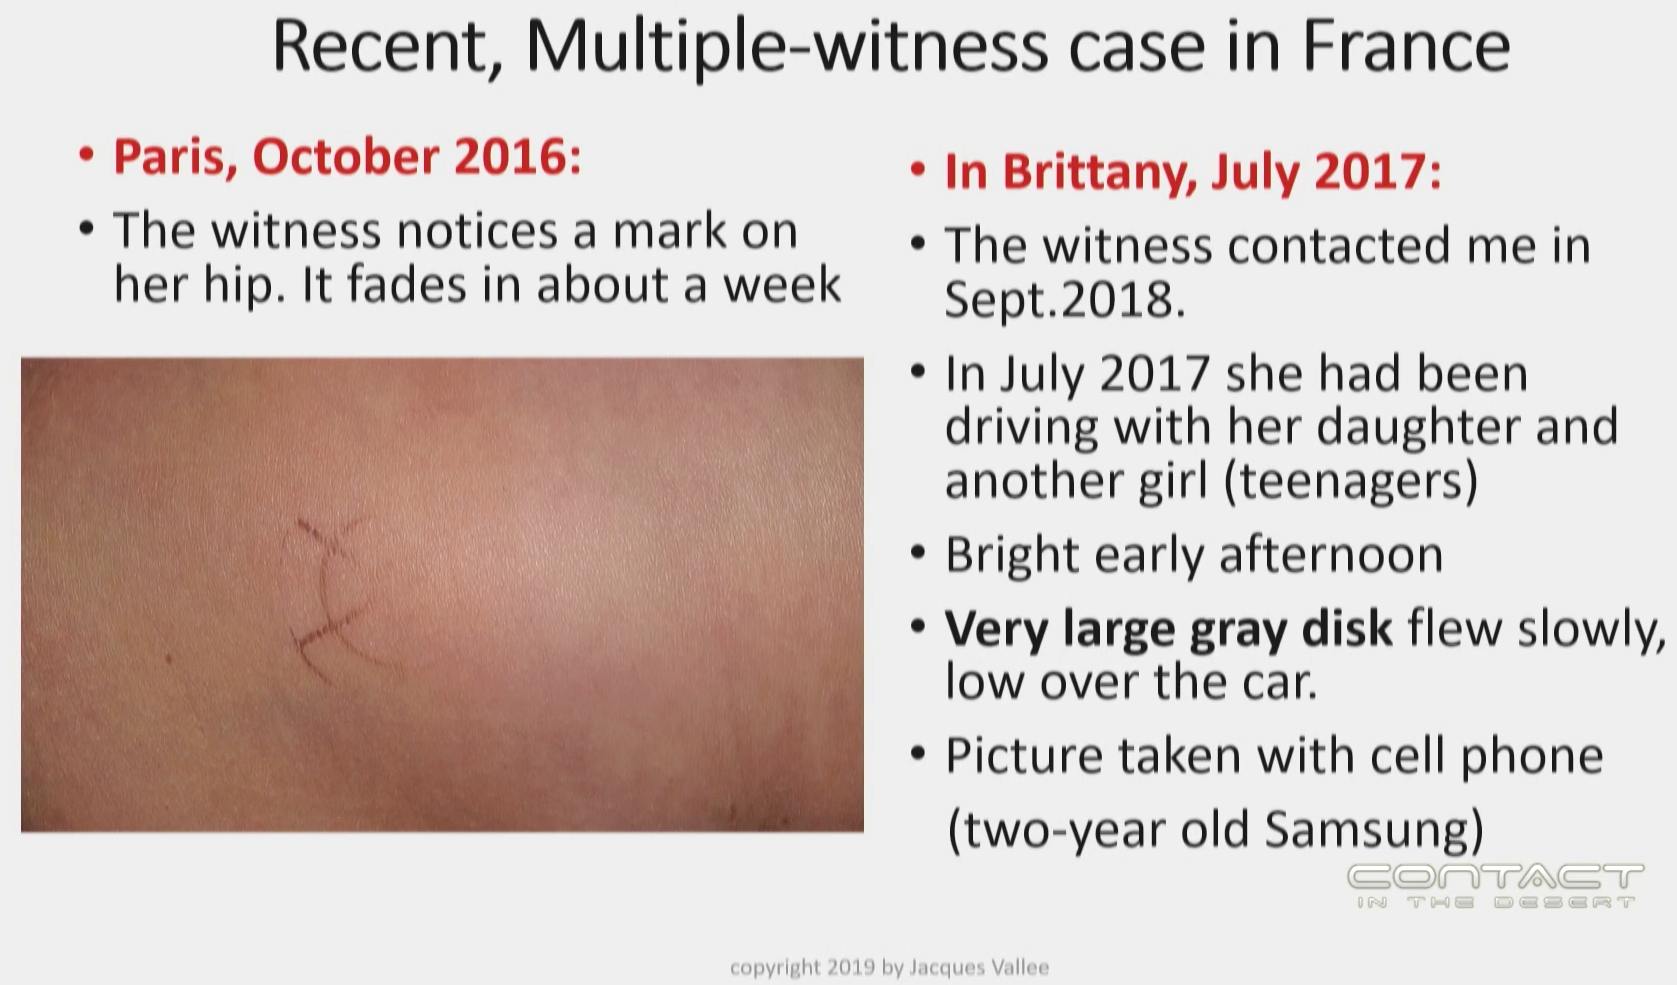 Recent, Multiple-witness case in France
• Paris, October 2016:
• The witness notices a mark on
her hip. It fades in about a week
• In Brittany, July 2017:
• The witness contacted me in
Sept.2018.
• In July 2017 she had been
driving with her daughter and
another girl (teenagers)
• Bright early afternoon
• Very large gray disk flew slowly,
low over the car.
• Picture taken with cell phone
(two-year old Samsung)
CONTACT
IN THE DESERT
copyright 2019 by Jacques Vallee